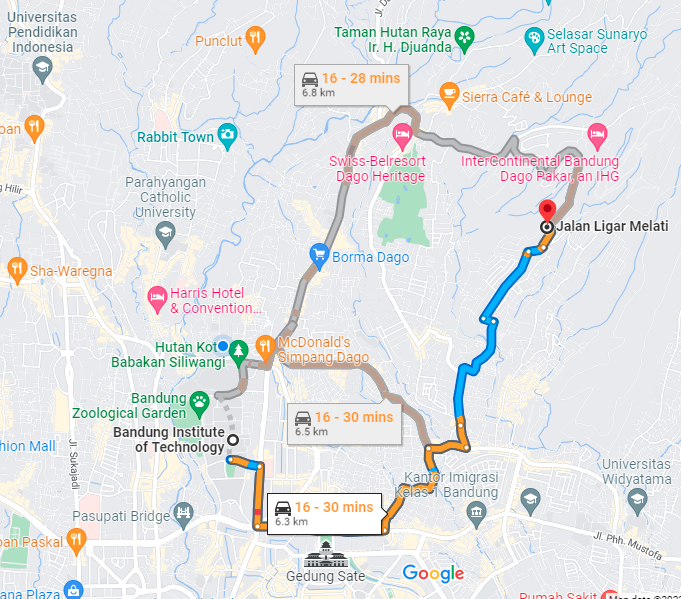 Universitas
Pendidikan
Indonesia
Punclut
Taman Hutan Raya
Ir. H. Djuanda
Selasar Sunaryo
Art Space
16 - 28 mins
6.8 km
Sierra Café & Lounge
Rabbit Town
Swiss-Belresort
Dago Heritage
InterContinental Bandung
Dago Pakar, an IHG
Parahyangan
Catholic
University
Hilir
Jalan Ligar Melati
Sha-Waregna
Borma Dago
Harris Hotel
& Convention...
Hutan Kota
Babakan Siliwangi
McDonald's
Simpang Dago
Bandung
Zoological Garden
16 - 30 mins
6.5 km
Bandung Institute
of Technology
Jl. Sukajadi
Kantor Imigrasi
Kelas 1 Bandung
Universitas
Widyatama
Pasupati Bridge
16 - 30 mins
6.3 km
Jl. Phh. Mustofa
Paskal
Gedung Sate
Google
Plaza
Rumah Sakit
Map data